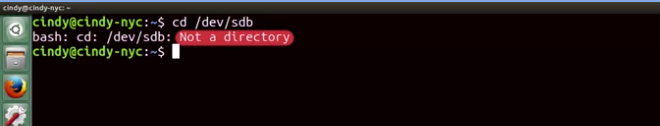 cindy@cindy-nyc: ~
cindy@cindy-nyc:~$ cd /dev/sdb
bash: cd: /dev/sdb: Not a directory
cindy@cindy-nyc:~$